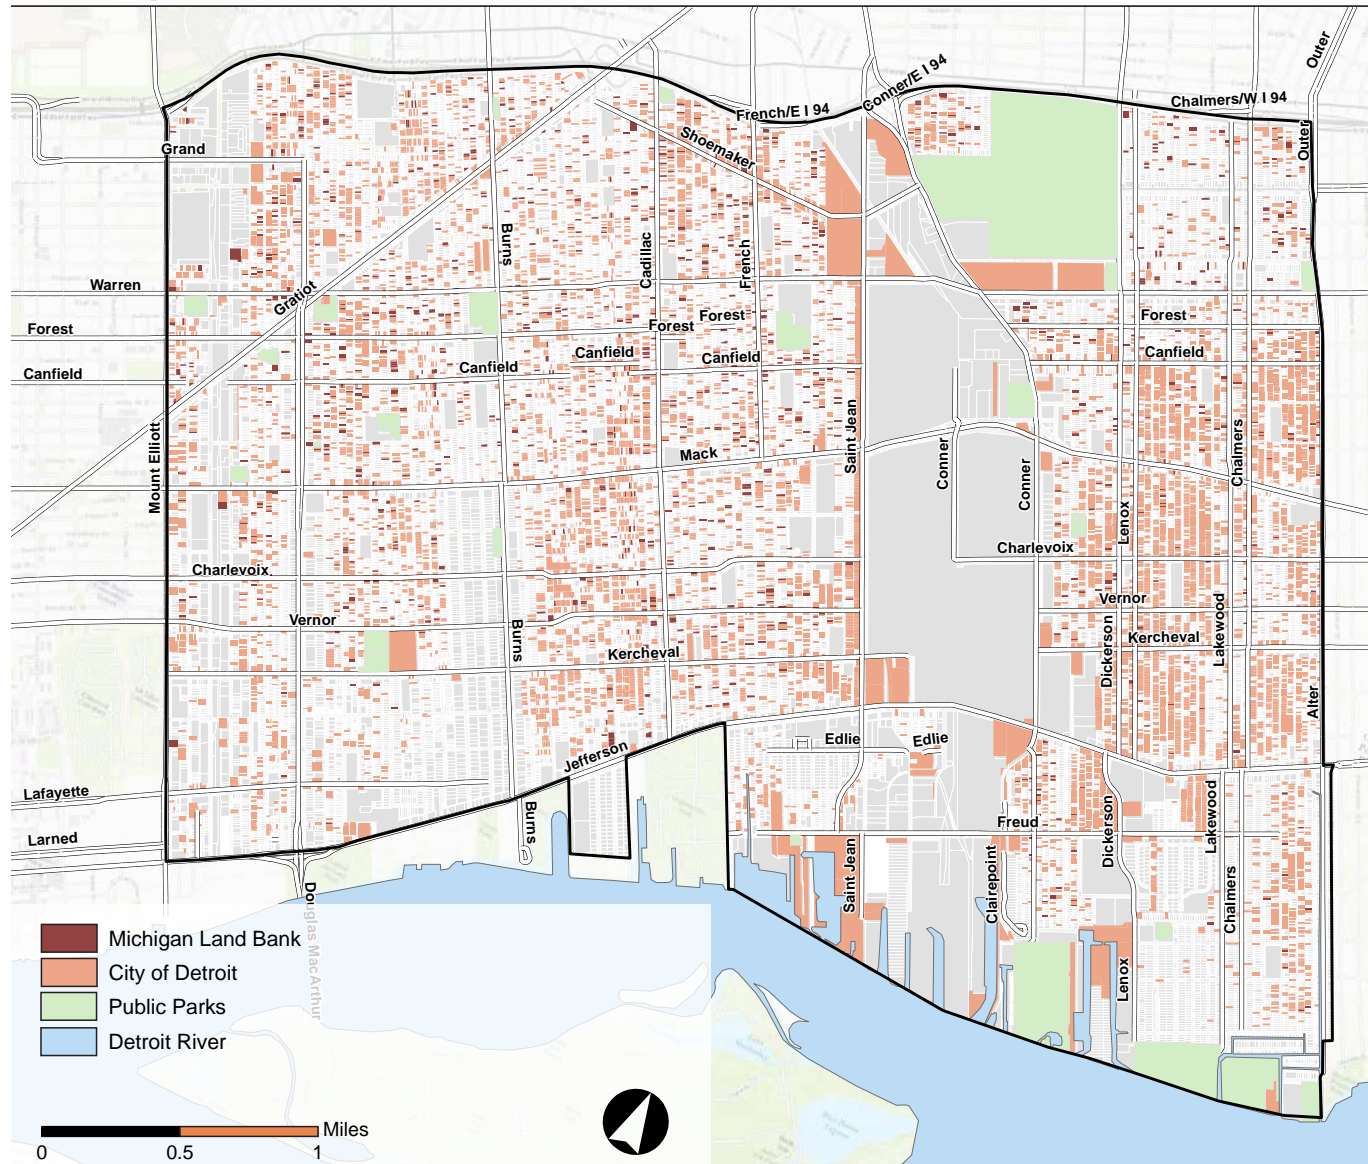 Outer
Conner/E I 94
Chalmers/W I 94
French/E I 94
Shoemaker
Outer
Grand
Burns
Cadillac
French
Warren
Gratiot
Forest
Forest
Forest
Forest
Canfield
Canfield
Canfield
Canfield
Canfield
Mount Elliott
Mack
Saint Jean
Conner
Conner
Lenox
Chalmers
Charlevoix
Charlevoix
Vernor
Vernor
Burns
Kercheval
Kercheval
Dickerson
Lakewood
Alter
Jefferson
Edlie
Edlie
Lafayette
Larned
Burns
Freud
Dickerson
Lakewood
Saint Jean
Clairepoint
Chalmers
Lenox
Douglas MacArthur
Michigan Land Bank
City of Detroit
Public Parks
Detroit River
Miles
0 0.5 1